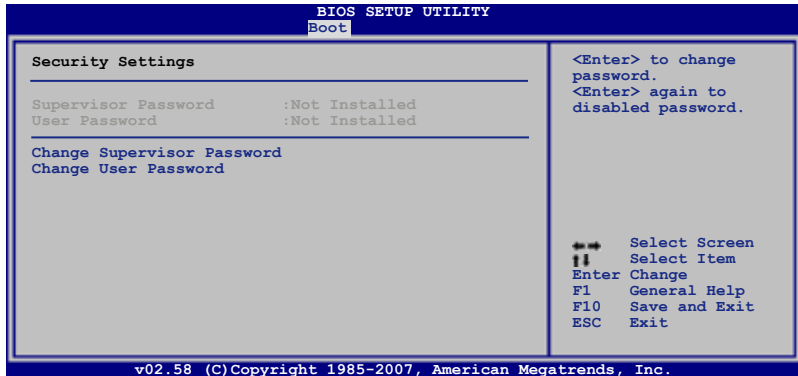 BIOS SETUP UTILITY
Boot
Security Settings
Supervisor Password :Not Installed
User Password :Not Installed
Change Supervisor Password
Change User Password
<Enter> to change
password.
<Enter> again to
disabled password.
Select Screen
Select Item
Enter Change
F1 General Help
F10 Save and Exit
ESC Exit
v02.58 (C)Copyright 1985-2007, American Megatrends, Inc.